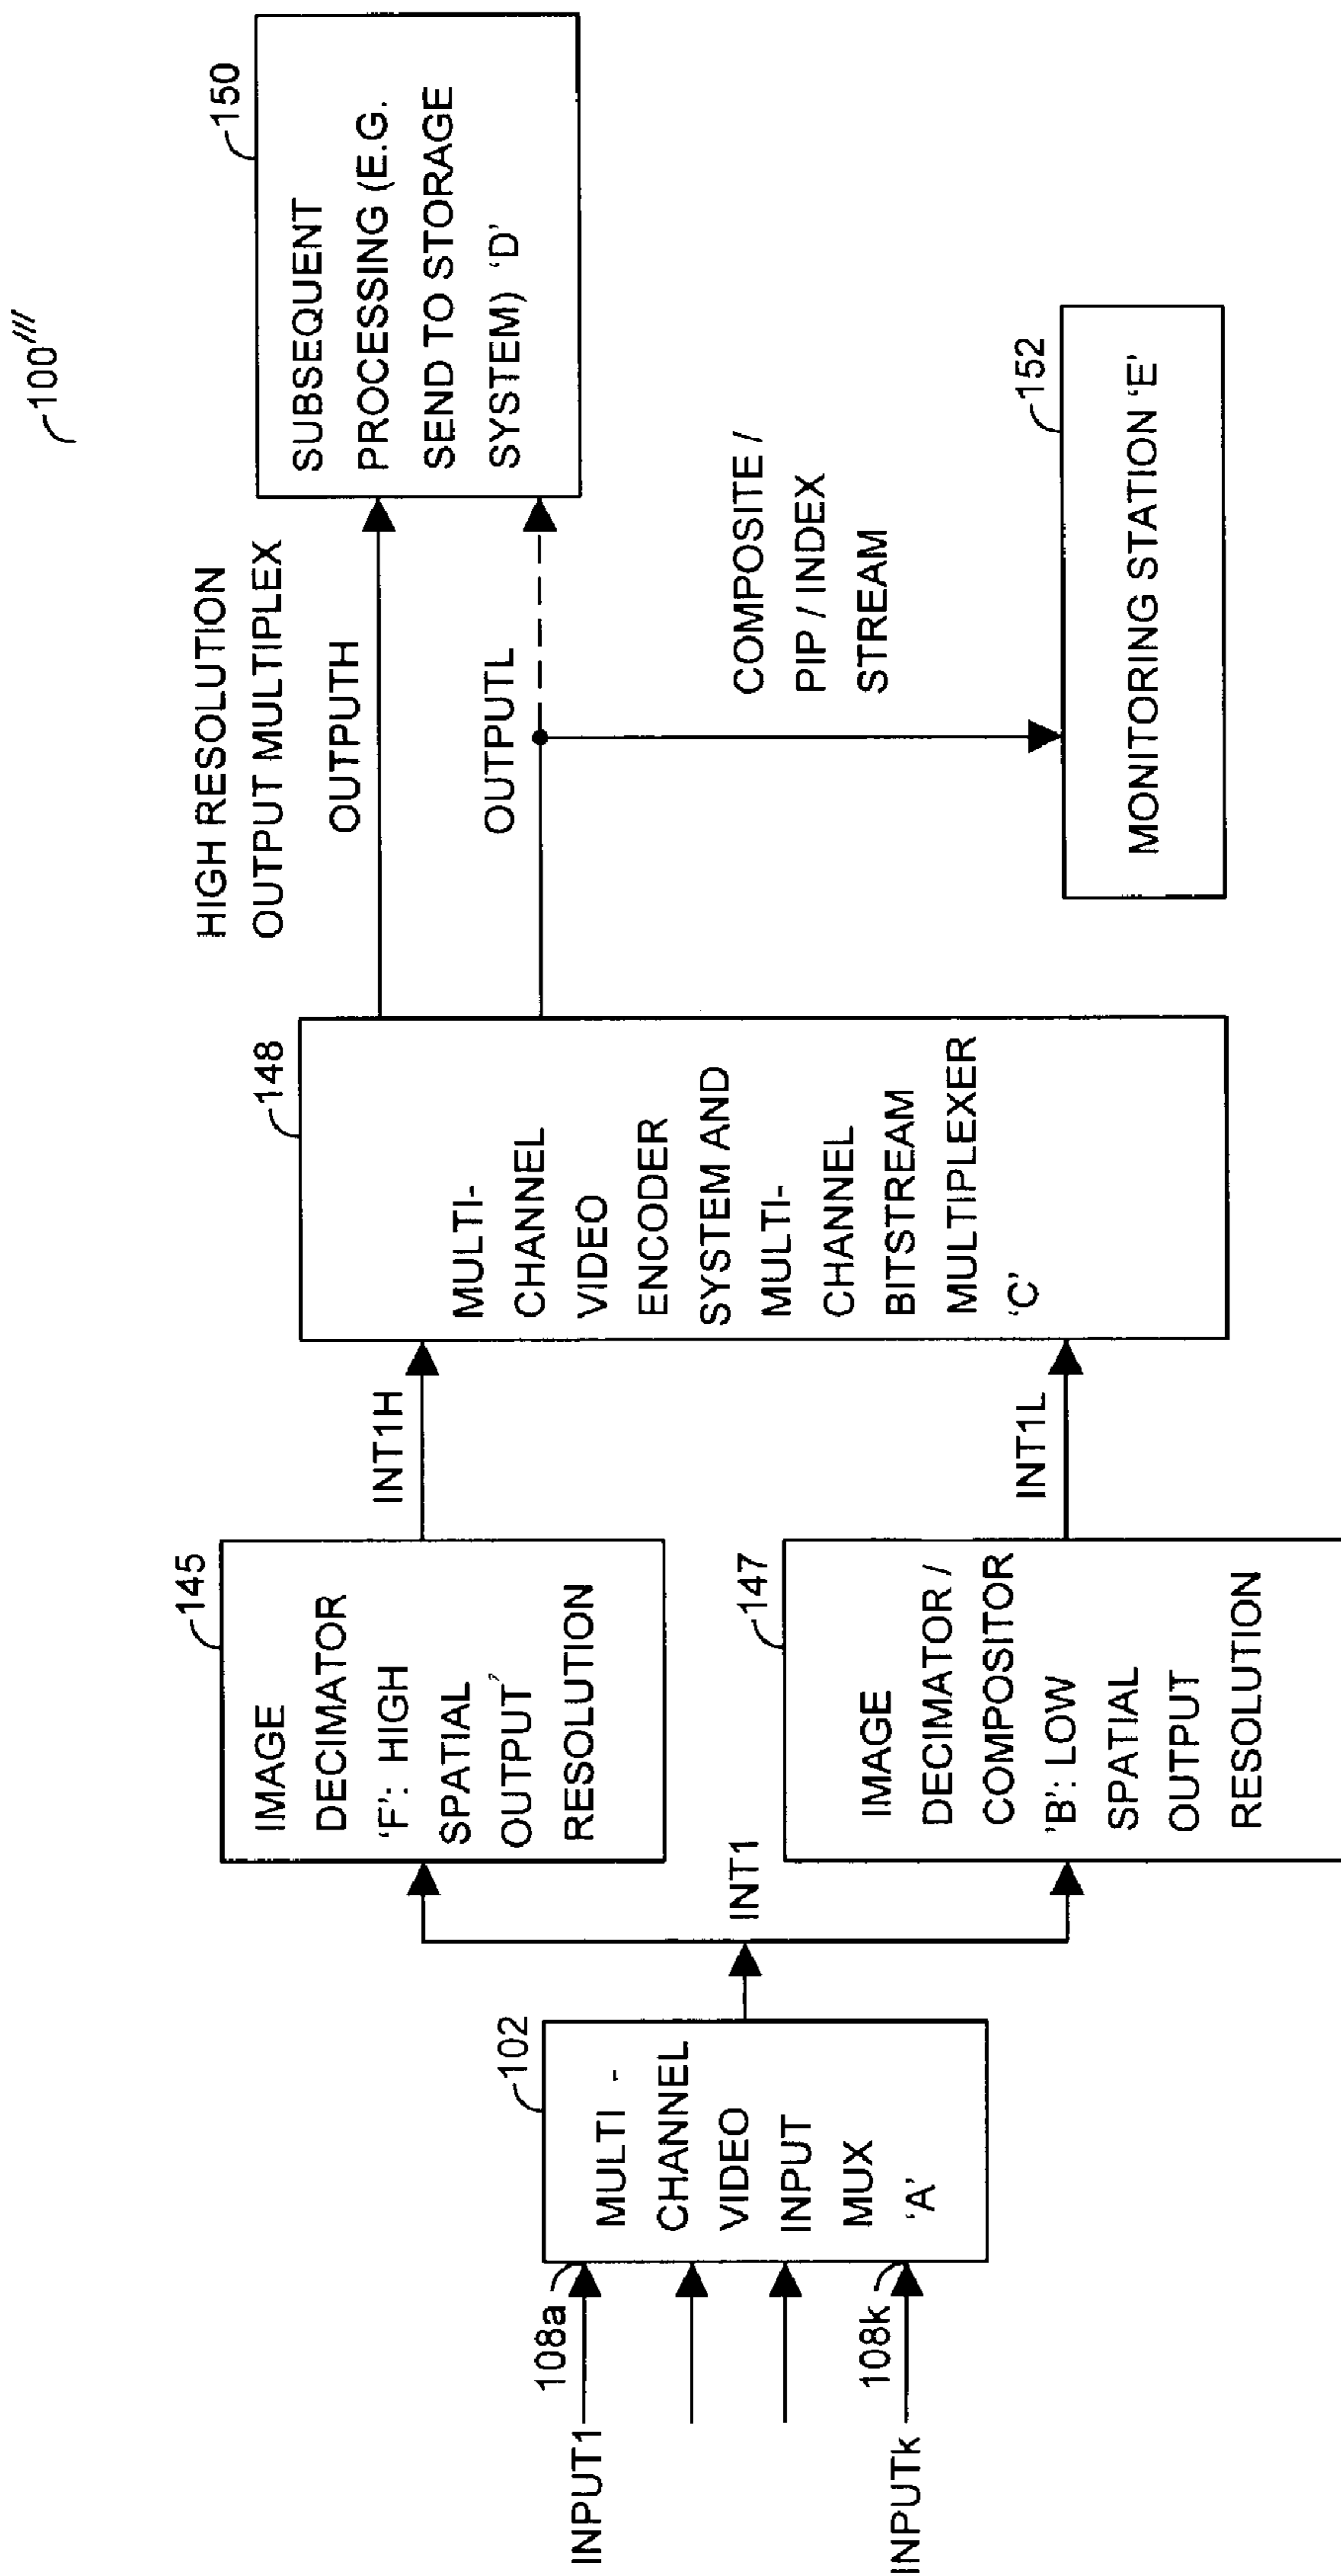 100′′′
INPUT1
108a
108k
INPUTk
102
MULTI -
CHANNEL
VIDEO
INPUT
MUX
‘A’
INT1
145
IMAGE
DECIMATOR
‘F’: HIGH
SPATIAL
OUTPUT
RESOLUTION
147
IMAGE
DECIMATOR /
COMPOSITOR
’B’: LOW
SPATIAL
OUTPUT
RESOLUTION
INT1H
INT1L
148
MULTI-
CHANNEL
VIDEO
ENCODER
SYSTEM AND
MULTI-
CHANNEL
BITSTREAM
MULTIPLEXER
‘C’
HIGH RESOLUTION
OUTPUT MULTIPLEX
OUTPUTH
OUTPUTL
COMPOSITE /
PIP / INDEX
STREAM
150
SUBSEQUENT
PROCESSING (E.G.
SEND TO STORAGE
SYSTEM) ‘D’
152
MONITORING STATION ‘E’